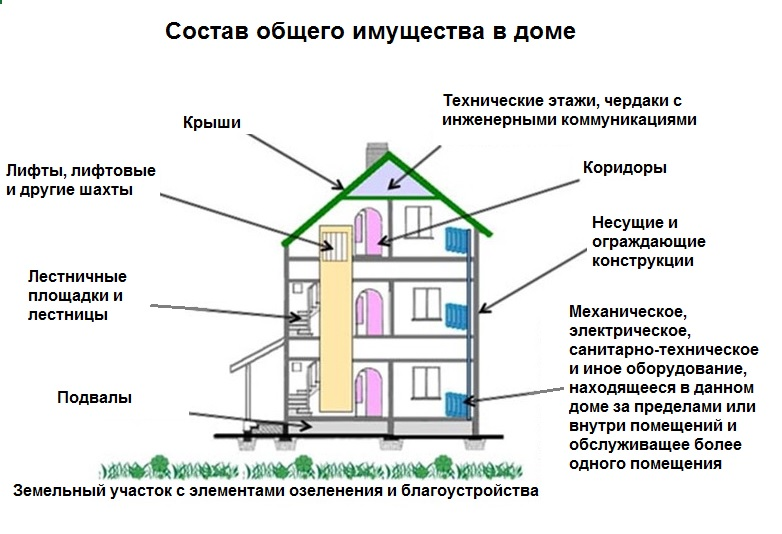 Состав общего имущества в доме
Технические этажи, чердаки с
инженерными коммуникациями
Крыши
Лифты, лифтовые
и другие шахты
Коридоры
Несущие и
ограждающие
конструкции
Лестничные
площадки и
лестницы
Механическое,
электрическое,
санитарно-техническое
и иное оборудование,
находящееся в данном
доме за пределами или
внутри помещений и
обслуживащее более
одного помещения
Подвалы
Земельный участок с элементами озеленения и благоустройства